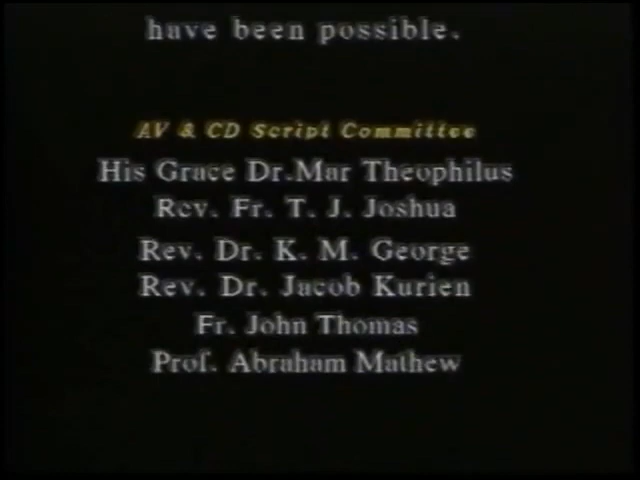 have been possible.
AV & CD Script Committee
His Grace Dr.Mar Theophilus
Rev. Fr. T. J. Joshua
Rev. Dr. K. M. George
Rev. Dr. Jacob Kurien
Fr. John Thomas
Prof. Abraham Mathew